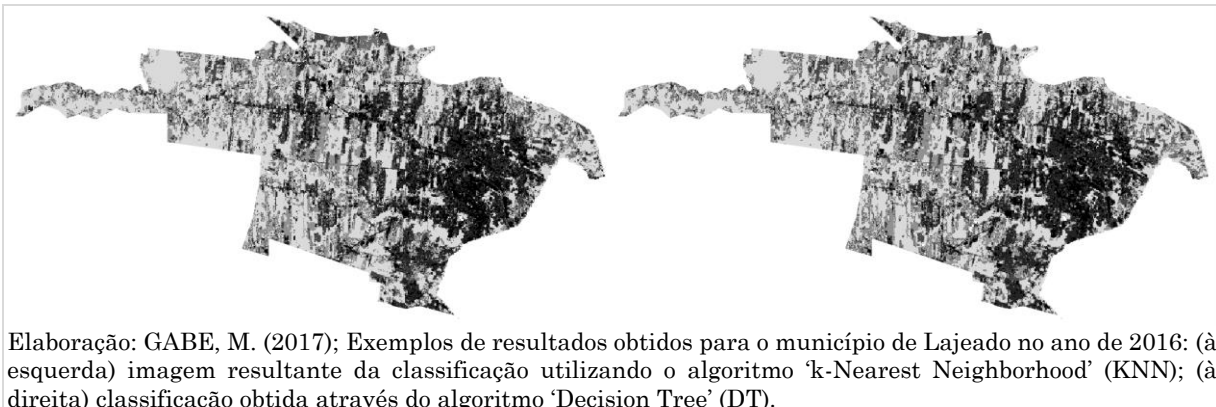 Elaboração: GABE, M. (2017); Exemplos de resultados obtidos para o município de Lajeado no ano de 2016: (à
esquerda) imagem resultante da classificação utilizando o algoritmo ‘k-Nearest Neighborhood’ (KNN); (à
direita) classificação obtida através do algoritmo ‘Decision Tree’ (DT).